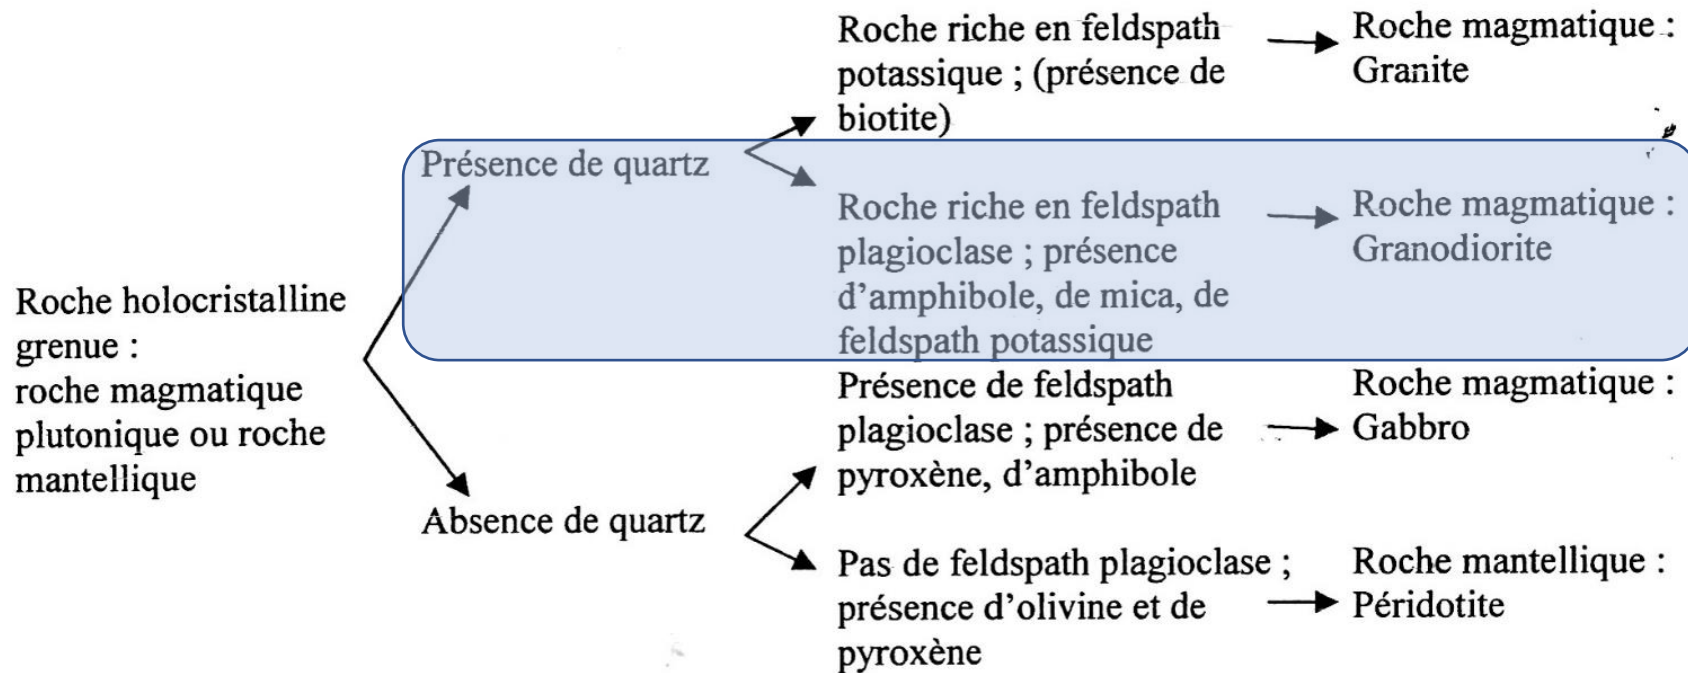 Roche holocristalline
grenue :
roche magmatique
plutonique ou roche
mantellique
Présence de quartz
Roche riche en feldspath
potassique ; (présence de
biotite)
Roche magmatique :
Granite
Roche riche en feldspath
plagioclase ; présence
d’amphibole, de mica, de
feldspath potassique
Roche magmatique :
Granodiorite
Absence de quartz
Présence de feldspath
plagioclase ; présence de
pyroxène, d’amphibole
Roche magmatique :
Gabbro
Pas de feldspath plagioclase ;
présence d’olivine et de
pyroxène
Roche mantellique :
Péridotite